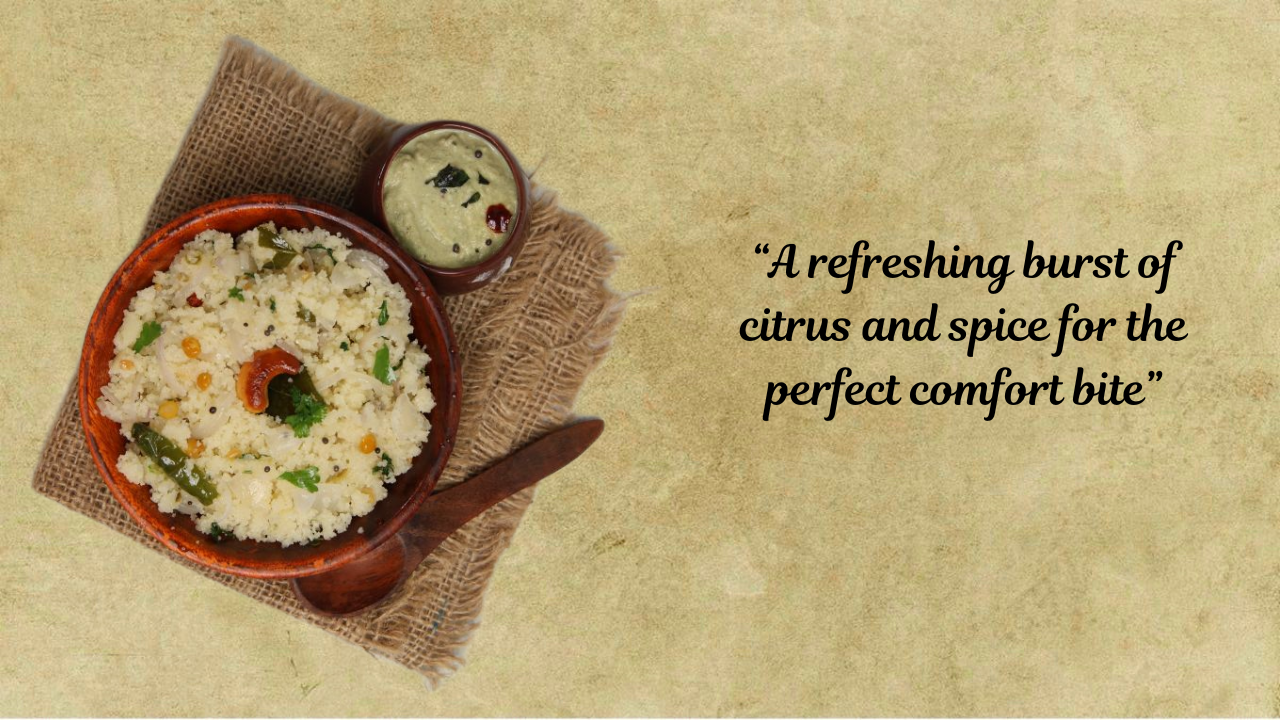 “A refreshing burst of
citrus and spice for the
perfect comfort bite”